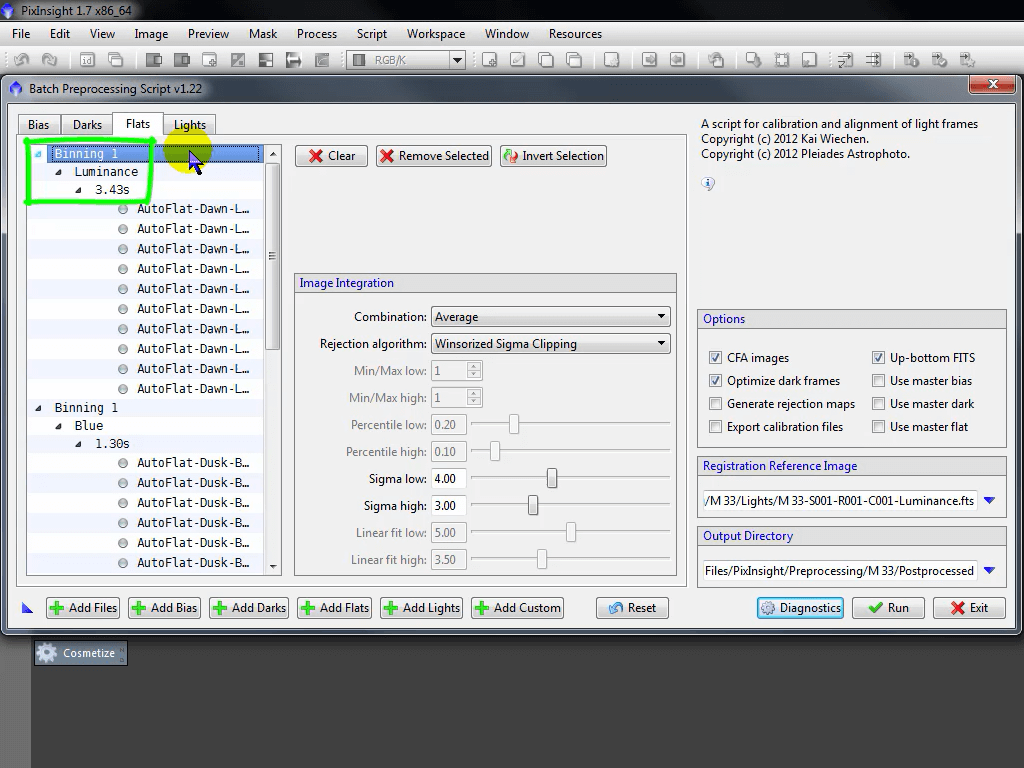 PixInsight 1.7 x86_64
File Edit View Image Preview Mask Process Script Workspace Window Resources
RGB/K
Batch Preprocessing Script v1.22
Bias Darks Flats Lights
Binning 1
Luminance
3.43s
AutoFlat-Dawn-L…
AutoFlat-Dawn-L…
AutoFlat-Dawn-L…
AutoFlat-Dawn-L…
AutoFlat-Dawn-L…
AutoFlat-Dawn-L…
AutoFlat-Dawn-L…
AutoFlat-Dawn-L…
AutoFlat-Dawn-L…
AutoFlat-Dawn-L…
Binning 1
Blue
1.30s
AutoFlat-Dusk-B…
AutoFlat-Dusk-B…
AutoFlat-Dusk-B…
AutoFlat-Dusk-B…
AutoFlat-Dusk-B…
AutoFlat-Dusk-B…
Clear Remove Selected Invert Selection
Image Integration
Combination: Average
Rejection algorithm: Winsorized Sigma Clipping
Min/Max low: 1
Min/Max high: 1
Percentile low: 0.20
Percentile high: 0.10
Sigma low: 4.00
Sigma high: 3.00
Linear fit low: 5.00
Linear fit high: 3.50
A script for calibration and alignment of light frames
Copyright (c) 2012 Kai Wiechen.
Copyright (c) 2012 Pleiades Astrophoto.
Options
CFA images Up-bottom FITS
Optimize dark frames Use master bias
Generate rejection maps Use master dark
Export calibration files Use master flat
Registration Reference Image
/M 33/Lights/M 33-S001-R001-C001-Luminance.fts
Output Directory
Files/PixInsight/Preprocessing/M 33/Postprocessed
Add Files Add Bias Add Darks Add Flats Add Lights Add Custom Reset Diagnostics Run Exit
Cosmetize